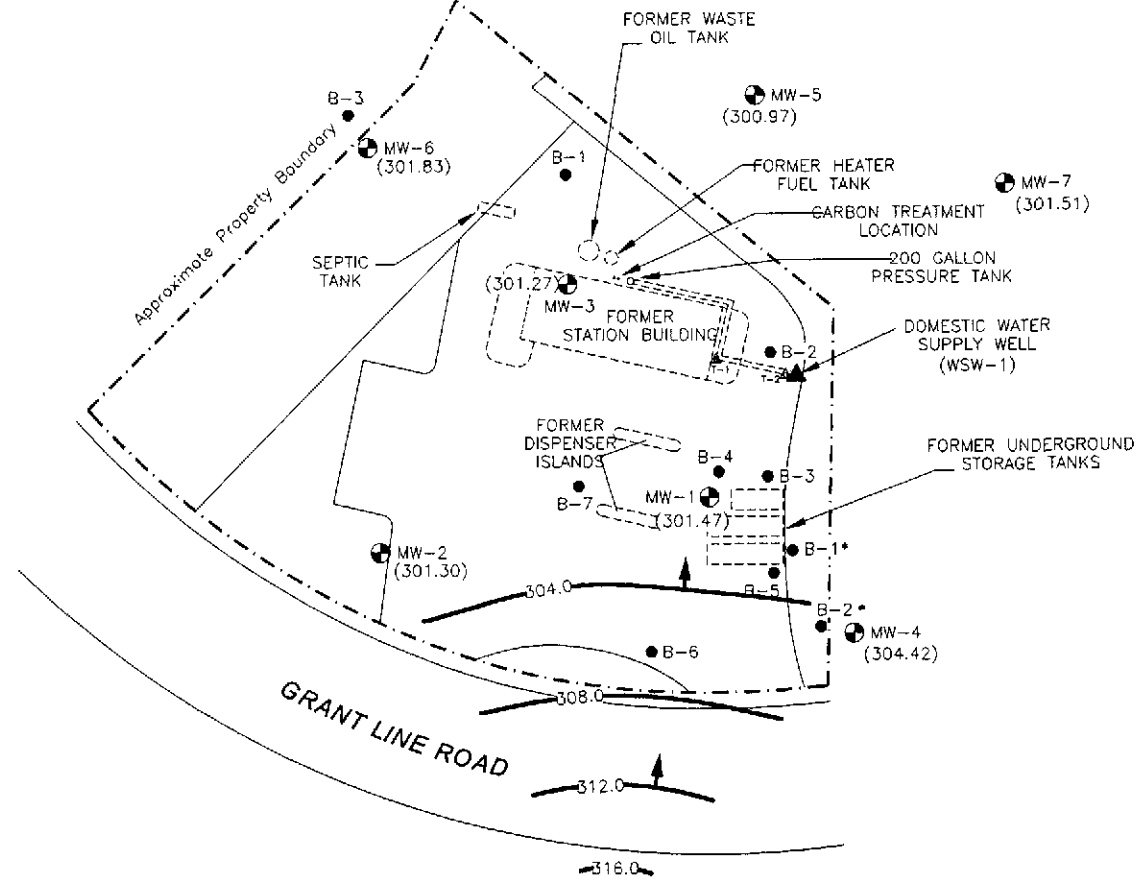 FORMER WASTE
OIL TANK
B-3
MW-5
(300.97)
MW-6
(301.83)
Approximate Property Boundary
B-1
FORMER HEATER
FUEL TANK
MW-7
(301.51)
CARBON TREATMENT
LOCATION
SEPTIC
TANK
200 GALLON
PRESSURE TANK
(301.27)
MW-3
FORMER
STATION BUILDING
DOMESTIC WATER
SUPPLY WELL
(WSW-1)
B-2
T-1
T-2
FORMER
DISPENSER
ISLANDS
FORMER UNDERGROUND
STORAGE TANKS
B-4
B-3
B-7
MW-1
(301.47)
MW-2
(301.30)
B-1*
B-5
304.0
B-2*
MW-4
(304.42)
B-6
308.0
GRANT LINE ROAD
312.0
316.0